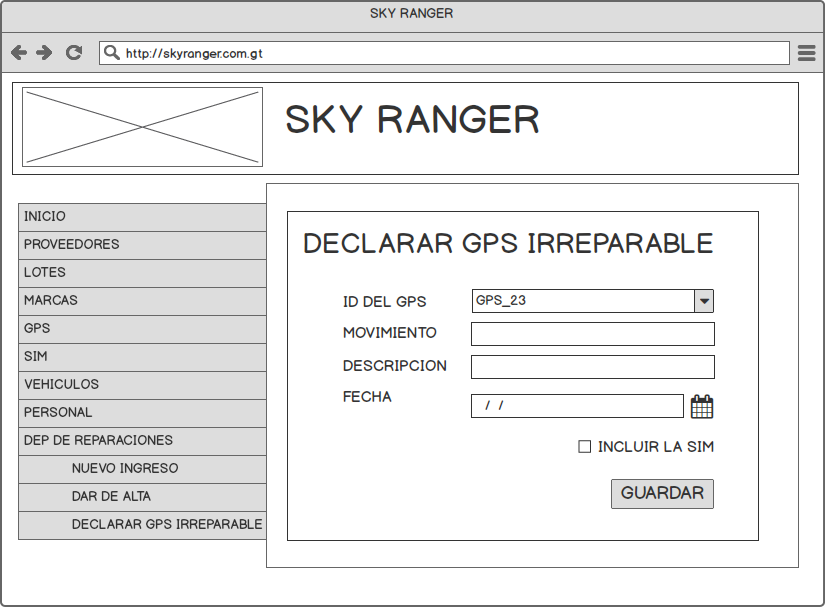 SKY RANGER
http://skyranger.com.gt
SKY RANGER
INICIO
PROVEEDORES
LOTES
MARCAS
GPS
SIM
VEHICULOS
PERSONAL
DEP DE REPARACIONES
NUEVO INGRESO
DAR DE ALTA
DECLARAR GPS IRREPARABLE
DECLARAR GPS IRREPARABLE
ID DEL GPS GPS_23
MOVIMIENTO
DESCRIPCION
FECHA / /
INCLUIR LA SIM
GUARDAR